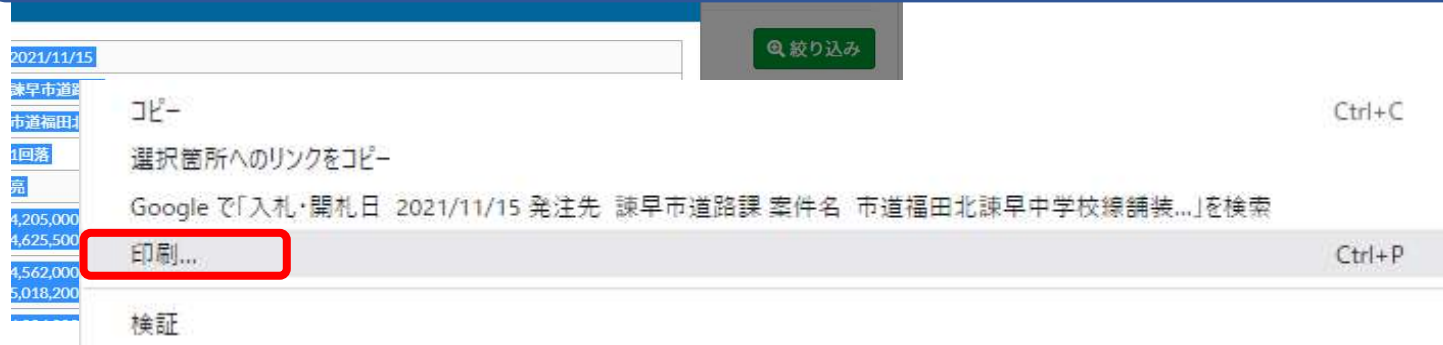 2021/11/15
絞り込み
諫早市道路
市道福田北
1回落
亮
4,205,000
4,625,500
4,562,000
5,018,200
コピー Ctrl+C
選択箇所へのリンクをコピー
Google で「入札・開札日 2021/11/15 発注先 諫早市道路課 案件名 市道福田北諫早中学校線舗装...」を検索
印刷... Ctrl+P
検証